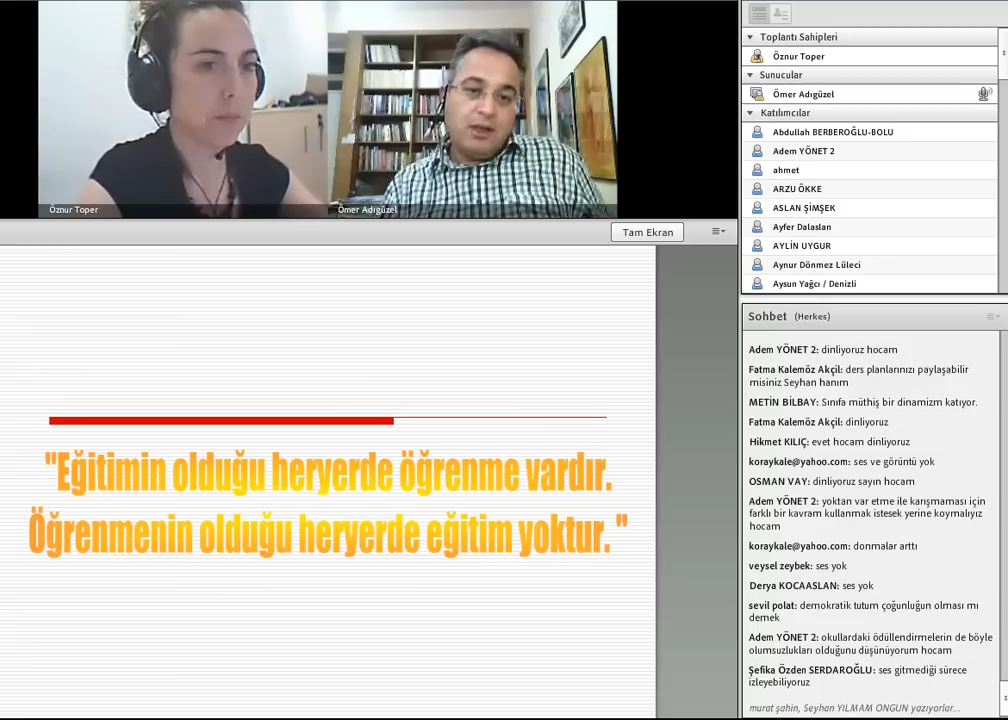 Öznur Toper
Ömer Adıgüzel
Tam Ekran
"Eğitimin olduğu heryerde öğrenme vardır.
Öğrenmenin olduğu heryerde eğitim yoktur. "
Toplantı Sahipleri
Öznur Toper
Sunucular
Ömer Adıgüzel
Katılımcılar
Abdullah BERBEROĞLU-BOLU
Adem YÖNET 2
ahmet
ARZU ÖKKE
ASLAN ŞİMŞEK
Ayfer Dalaslan
AYLİN UYGUR
Aynur Dönmez Lüleci
Aysun Yağcı / Denizli
Sohbet (Herkes)
Adem YÖNET 2: dinliyoruz hocam
Fatma Kalemöz Akçil: ders planlarınızı paylaşabilir
misiniz Seyhan hanım
METİN BİLBAY: Sınıfa müthiş bir dinamizm katıyor.
Fatma Kalemöz Akçil: dinliyoruz
Hikmet KILIÇ: evet hocam dinliyoruz
koraykale@yahoo.com: ses ve görüntü yok
OSMAN VAY: dinliyoruz sayın hocam
Adem YÖNET 2: yoktan var etme ile karışmaması için
farklı bir kavram kullanmak istesek yerine koymalıyız
hocam
koraykale@yahoo.com: donmalar arttı
veysel zeybek: ses yok
Derya KOCAASLAN: ses yok
sevil polat: demokratik tutum çoğunluğun olması mı
demek
Adem YÖNET 2: okullardaki ödüllendirmelerin de böyle
olumsuzlukları olduğunu düşünüyorum hocam
Şefika Özden SERDAROĞLU: ses gitmediği sürece
izleyebiliyoruz
murat şahin, Seyhan YILMAM ONGUN yazıyorlar...